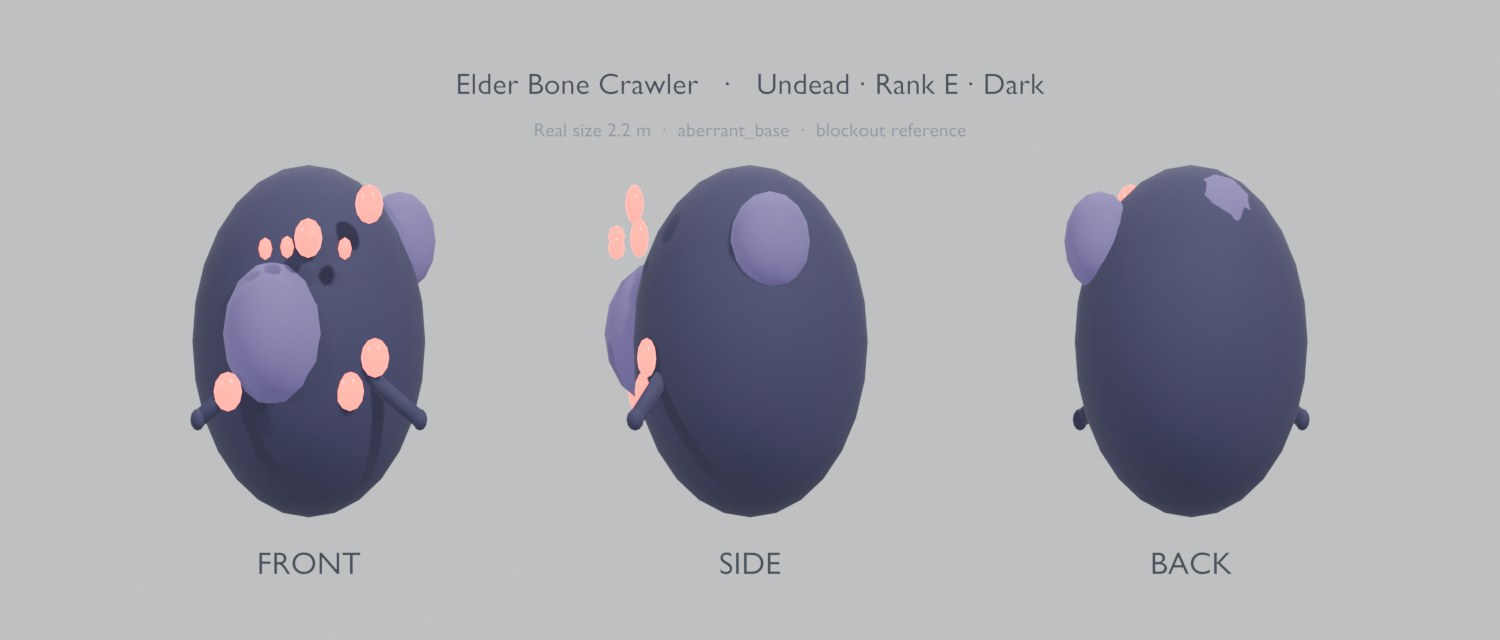 Elder Bone Crawler · Undead · Rank E · Dark
Real size 2.2 m · aberrant_base · blockout reference
FRONT SIDE BACK